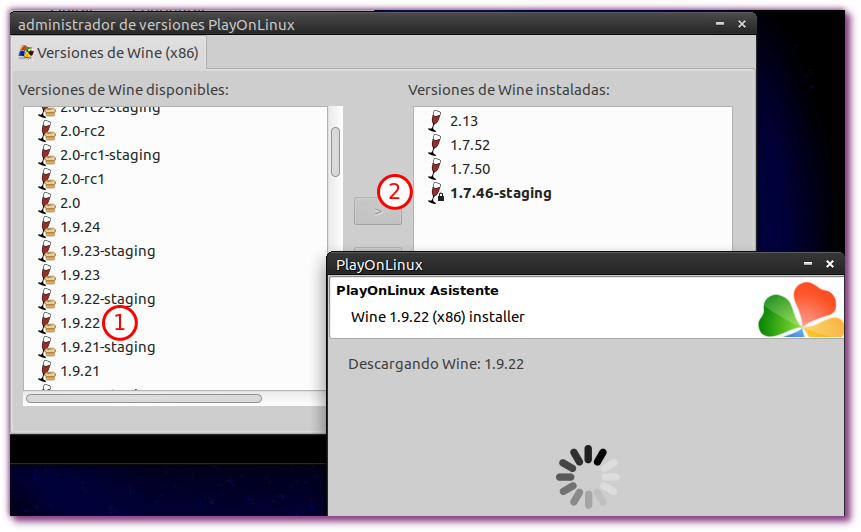 administrador de versiones PlayOnLinux
Versiones de Wine (x86)
Versiones de Wine disponibles:
2.0-rc2-staging
2.0-rc2
2.0-rc1-staging
2.0-rc1
2.0
1.9.24
1.9.23-staging
1.9.23
1.9.22-staging
1.9.22
1
1.9.21-staging
1.9.21
Versiones de Wine instaladas:
2.13
1.7.52
1.7.50
1.7.46-staging
2
>
PlayOnLinux
PlayOnLinux Asistente
Wine 1.9.22 (x86) installer
Descargando Wine: 1.9.22